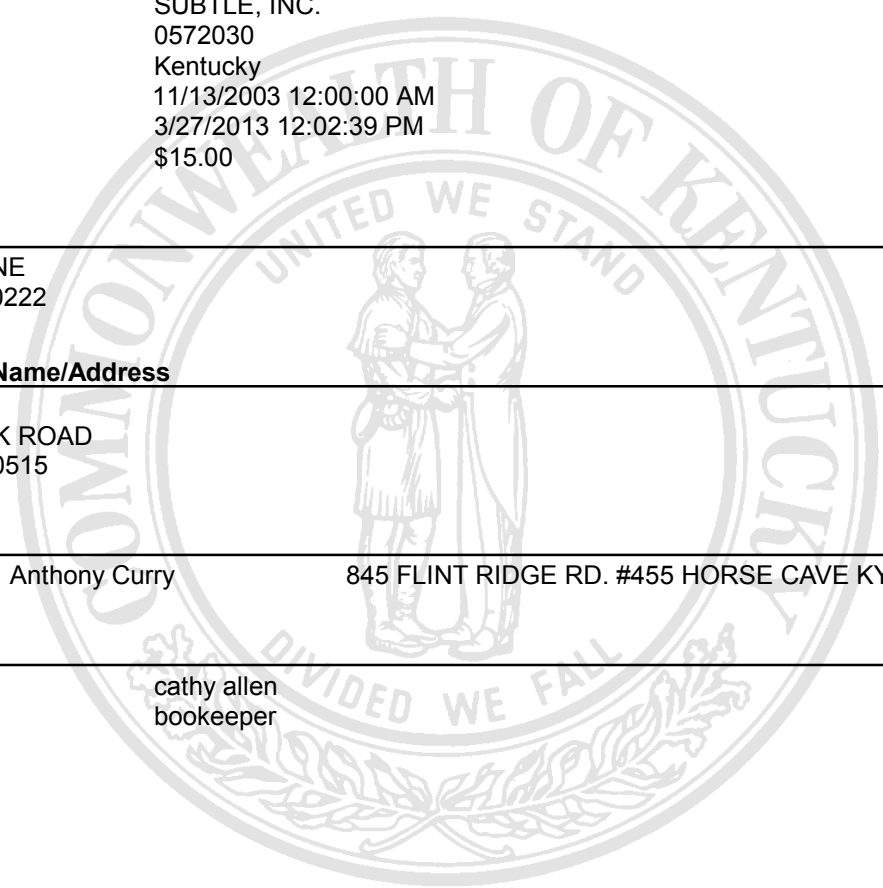 SUBTLE, INC.
0572030
Kentucky
11/13/2003 12:00:00 AM
3/27/2013 12:02:39 PM
$15.00
COMMONWEALTH OF KENTUCKY
UNITED WE STAND
NE
0222
Name/Address
K ROAD
0515
Anthony Curry 845 FLINT RIDGE RD. #455 HORSE CAVE KY
DIVIDED WE FALL
cathy allen
bookeeper